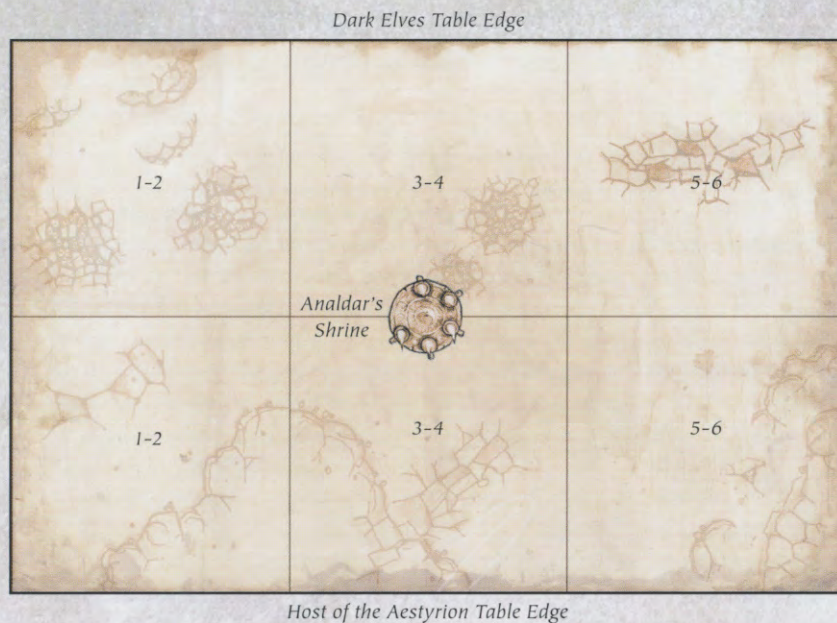 Dark Elves Table Edge
1-2
3-4
5-6
Analdar's
Shrine
1-2
3-4
5-6
Host of the Aestyrion Table Edge